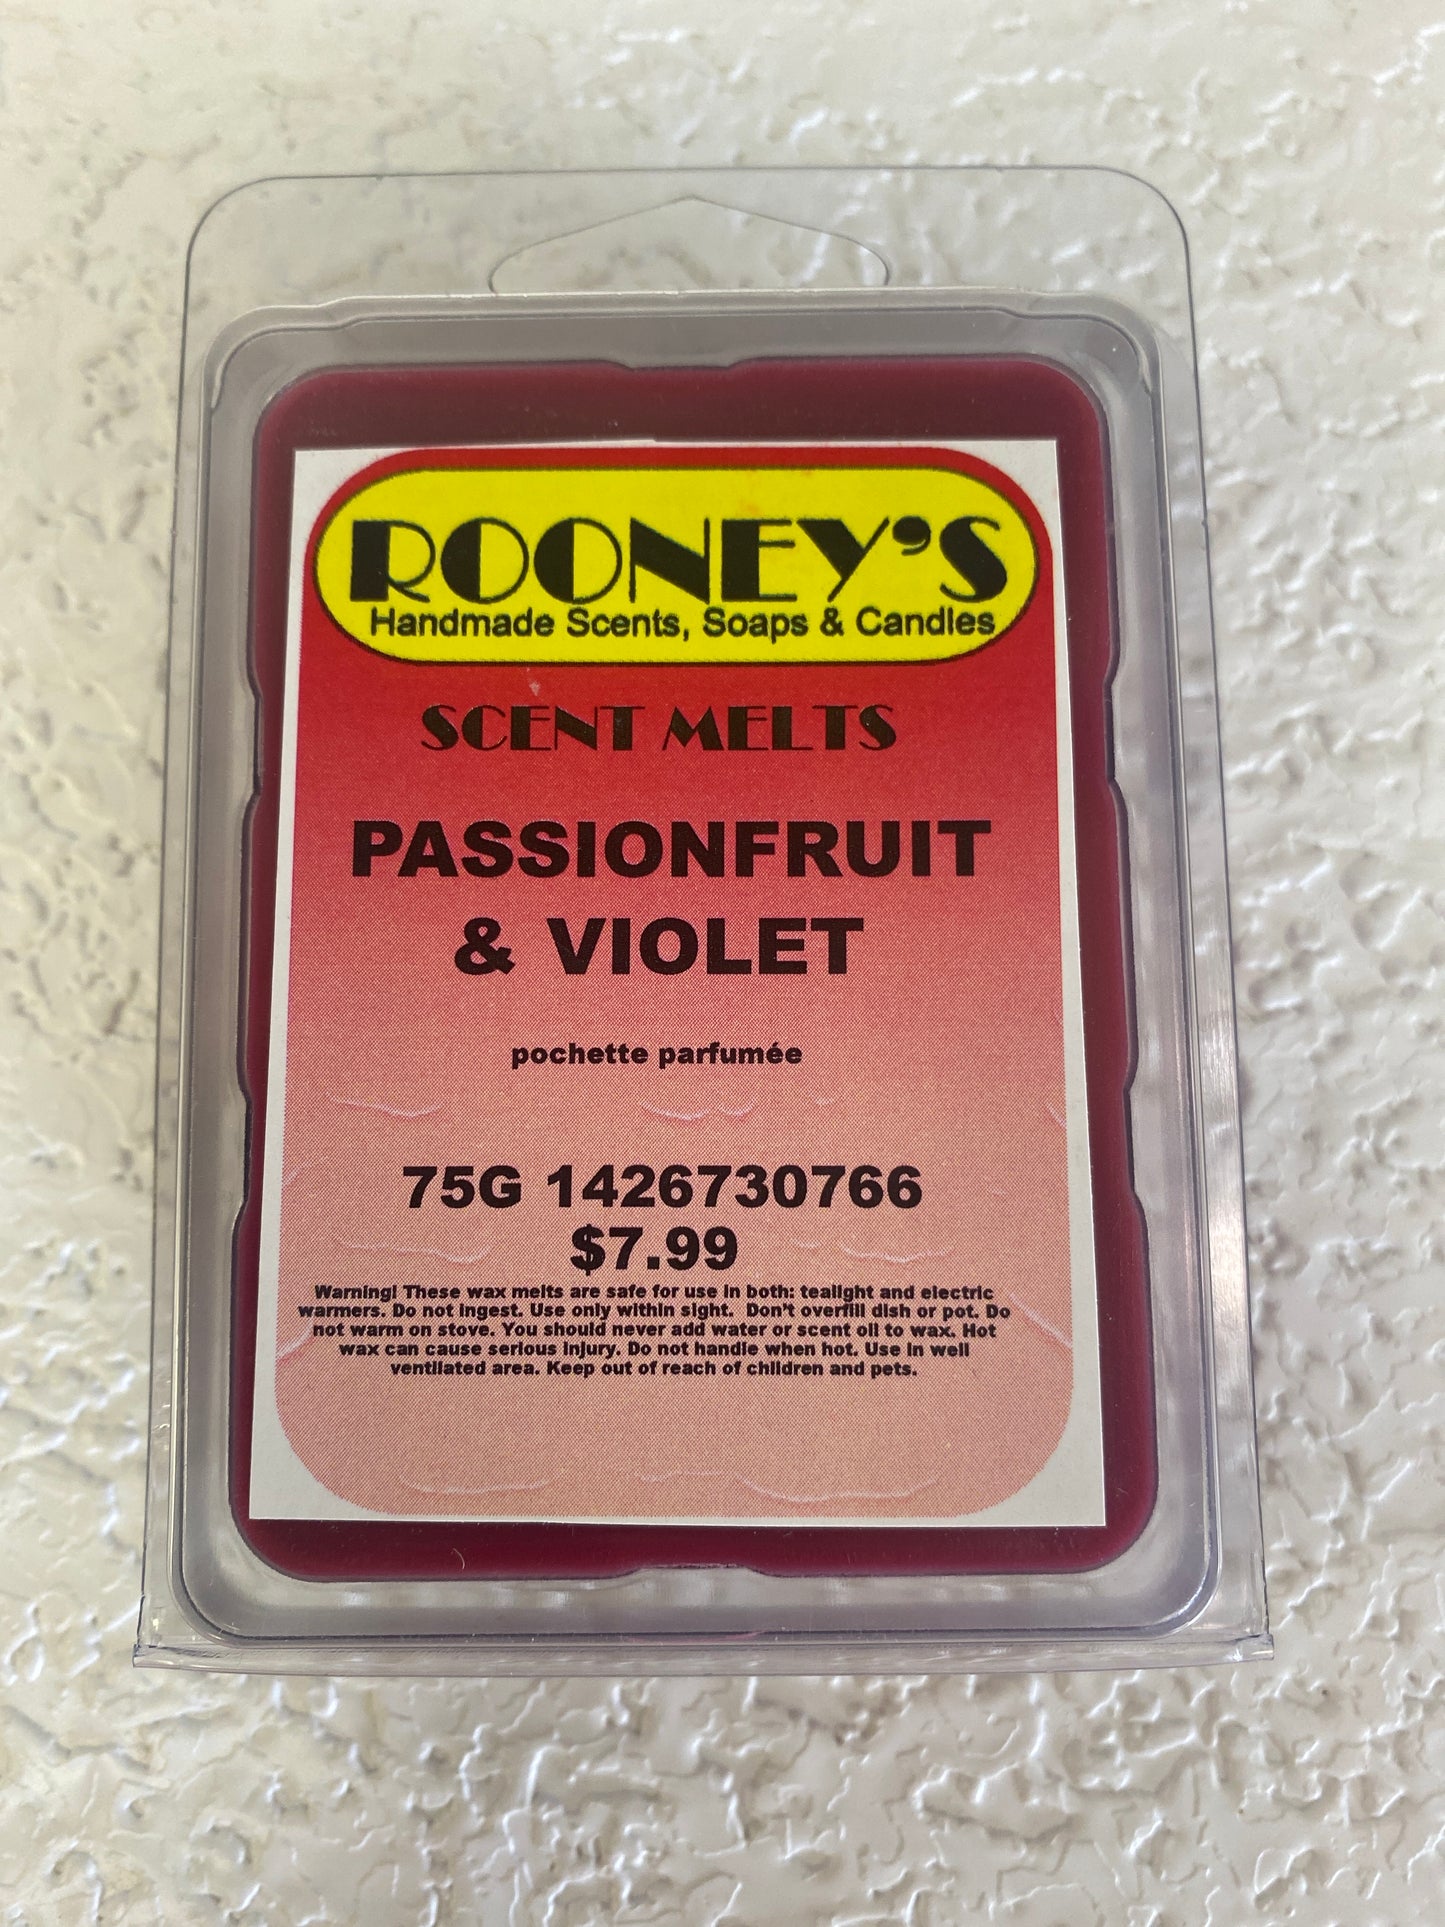 ROONEY'S
Handmade Scents, Soaps & Candles
SCENT MELTS
PASSIONFRUIT
& VIOLET
pochette parfumée
75G 1426730766
$7.99
Warning! These wax melts are safe for use in both: tealight and electric
warmers. Do not ingest. Use only within sight. Don't overfill dish or pot. Do
not warm on stove. You should never add water or scent oil to wax. Hot
wax can cause serious injury. Do not handle when hot. Use in well
ventilated area. Keep out of reach of children and pets.